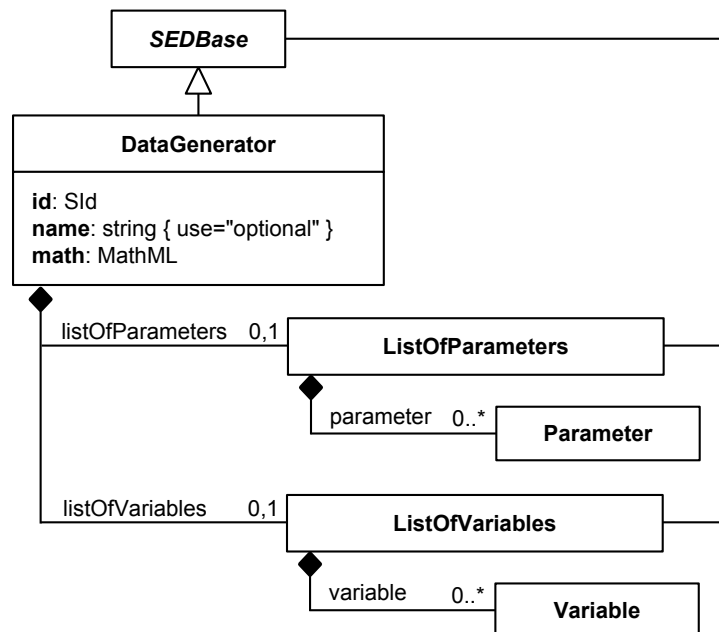 SEDBase
DataGenerator
id: SId
name: string { use="optional" }
math: MathML
listOfParameters 0,1
ListOfParameters
parameter 0..*
Parameter
listOfVariables 0,1
ListOfVariables
variable 0..*
Variable